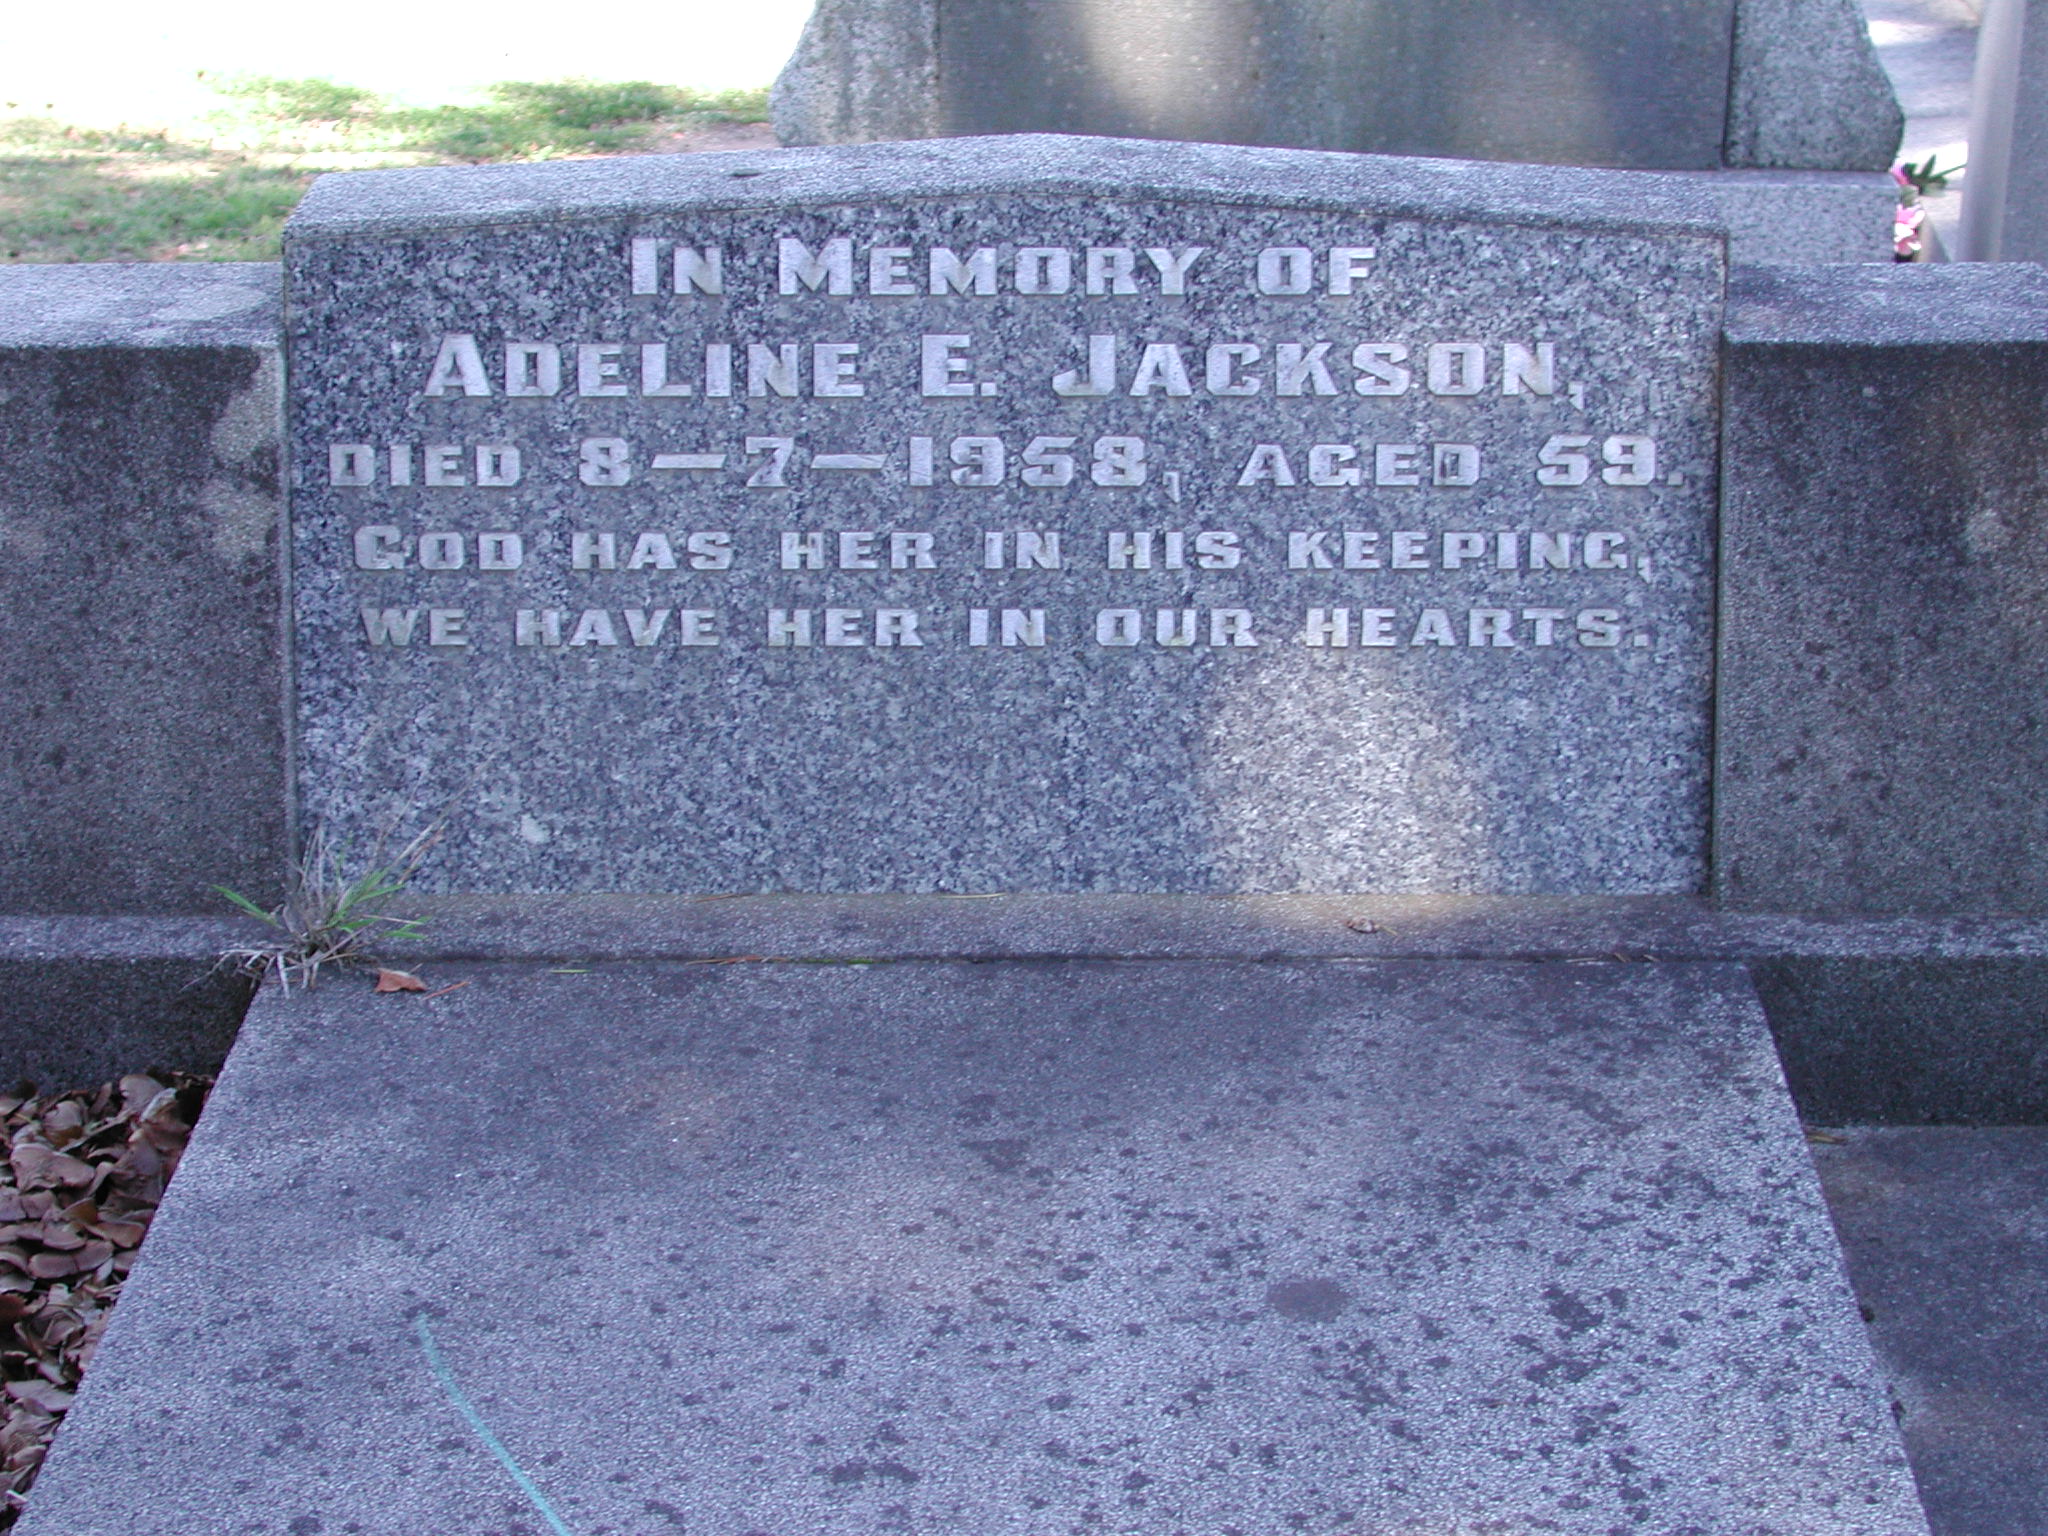 In Memory of
Adeline E. Jackson,
died 8–7–1958, aged 59.
God has her in his keeping,
we have her in our hearts.